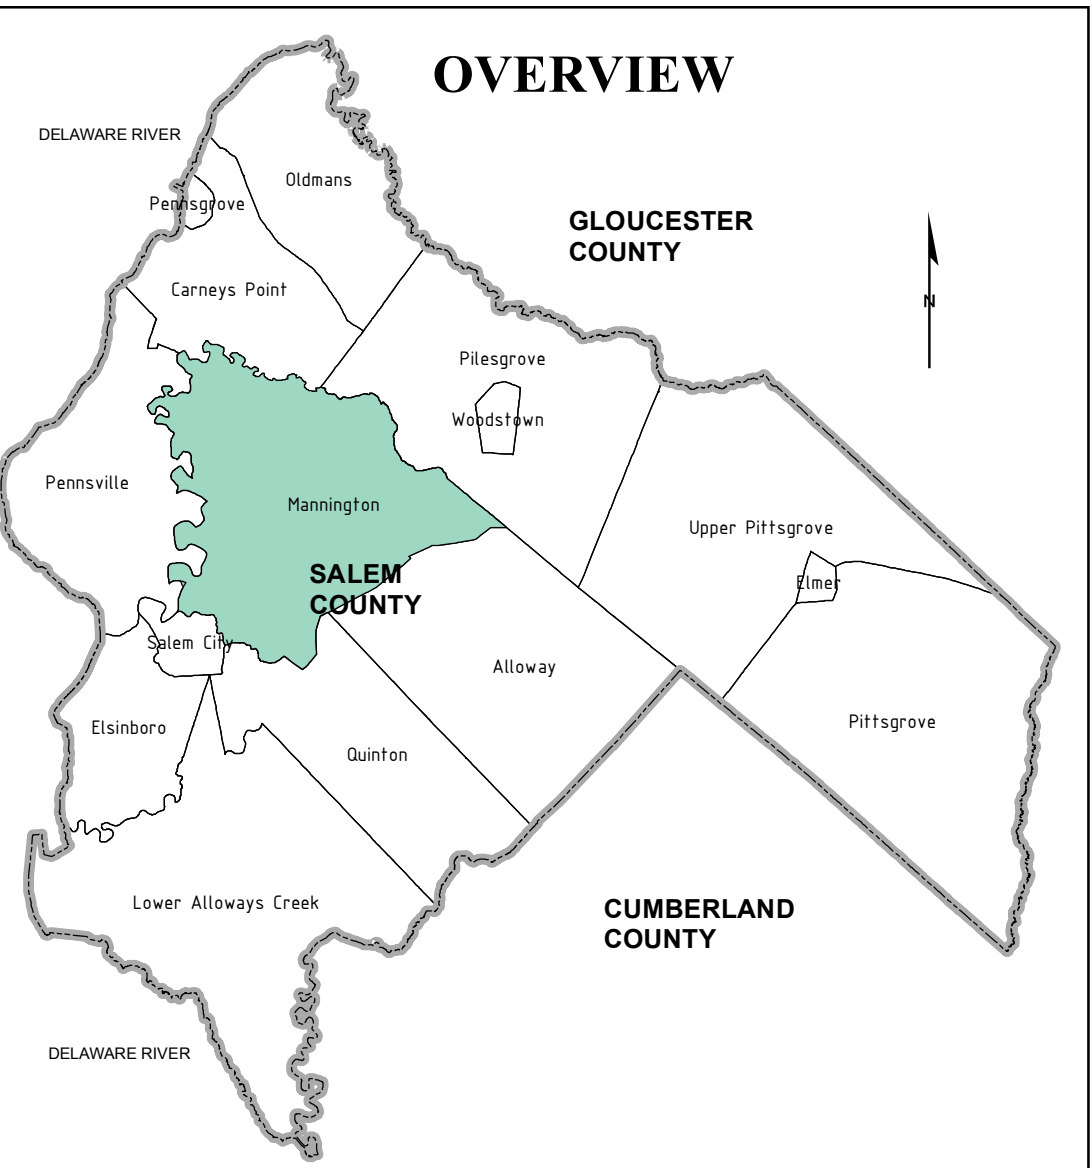 OVERVIEW
DELAWARE RIVER
Oldmans
Pennsgrove
GLOUCESTER
COUNTY
Carneys Point
N
Pilesgrove
Woodstown
Pennsville
Mannington
Upper Pittsgrove
SALEM
COUNTY
Elmer
Salem City
Alloway
Elsinboro
Pittsgrove
Quinton
Lower Alloways Creek
CUMBERLAND
COUNTY
DELAWARE RIVER